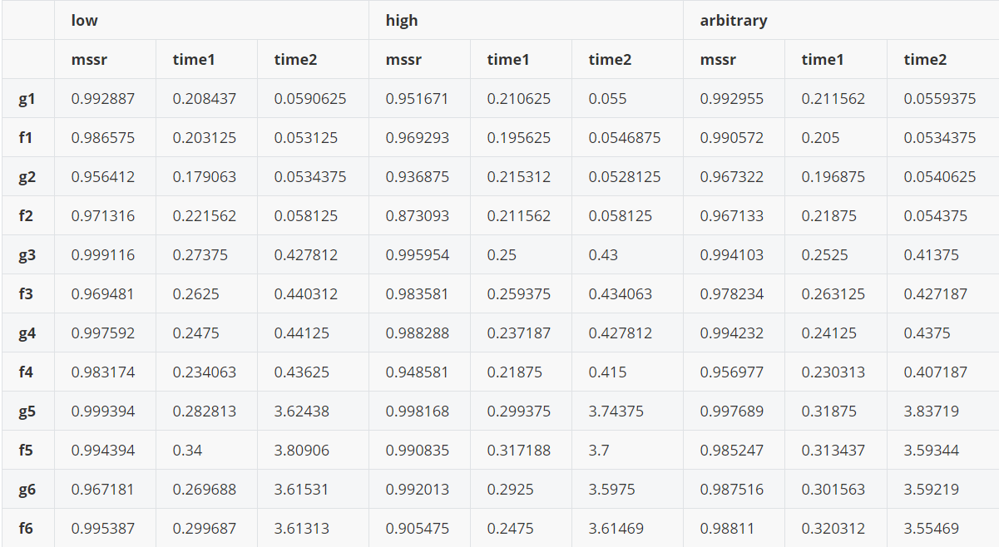 low high arbitrary
mssr time1 time2 mssr time1 time2 mssr time1 time2
g1 0.992887 0.208437 0.0590625 0.951671 0.210625 0.055 0.992955 0.211562 0.0559375
f1 0.986575 0.203125 0.053125 0.969293 0.195625 0.0546875 0.990572 0.205 0.0534375
g2 0.956412 0.179063 0.0534375 0.936875 0.215312 0.0528125 0.967322 0.196875 0.0540625
f2 0.971316 0.221562 0.058125 0.873093 0.211562 0.058125 0.967133 0.21875 0.054375
g3 0.999116 0.27375 0.427812 0.995954 0.25 0.43 0.994103 0.2525 0.41375
f3 0.969481 0.2625 0.440312 0.983581 0.259375 0.434063 0.978234 0.263125 0.427187
g4 0.997592 0.2475 0.44125 0.988288 0.237187 0.427812 0.994232 0.24125 0.4375
f4 0.983174 0.234063 0.43625 0.948581 0.21875 0.415 0.956977 0.230313 0.407187
g5 0.999394 0.282813 3.62438 0.998168 0.299375 3.74375 0.997689 0.31875 3.83719
f5 0.994394 0.34 3.80906 0.990835 0.317188 3.7 0.985247 0.313437 3.59344
g6 0.967181 0.269688 3.61531 0.992013 0.2925 3.5975 0.987516 0.301563 3.59219
f6 0.995387 0.299687 3.61313 0.905475 0.2475 3.61469 0.98811 0.320312 3.55469